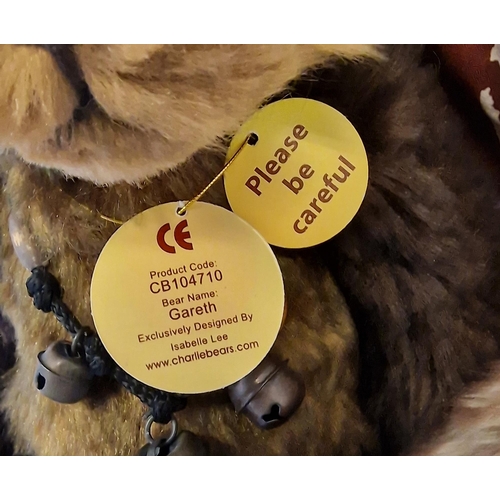 Please
be
careful
CE
Product Code:
CB104710
Bear Name:
Gareth
Exclusively Designed By
Isabelle Lee
www.charliebears.com